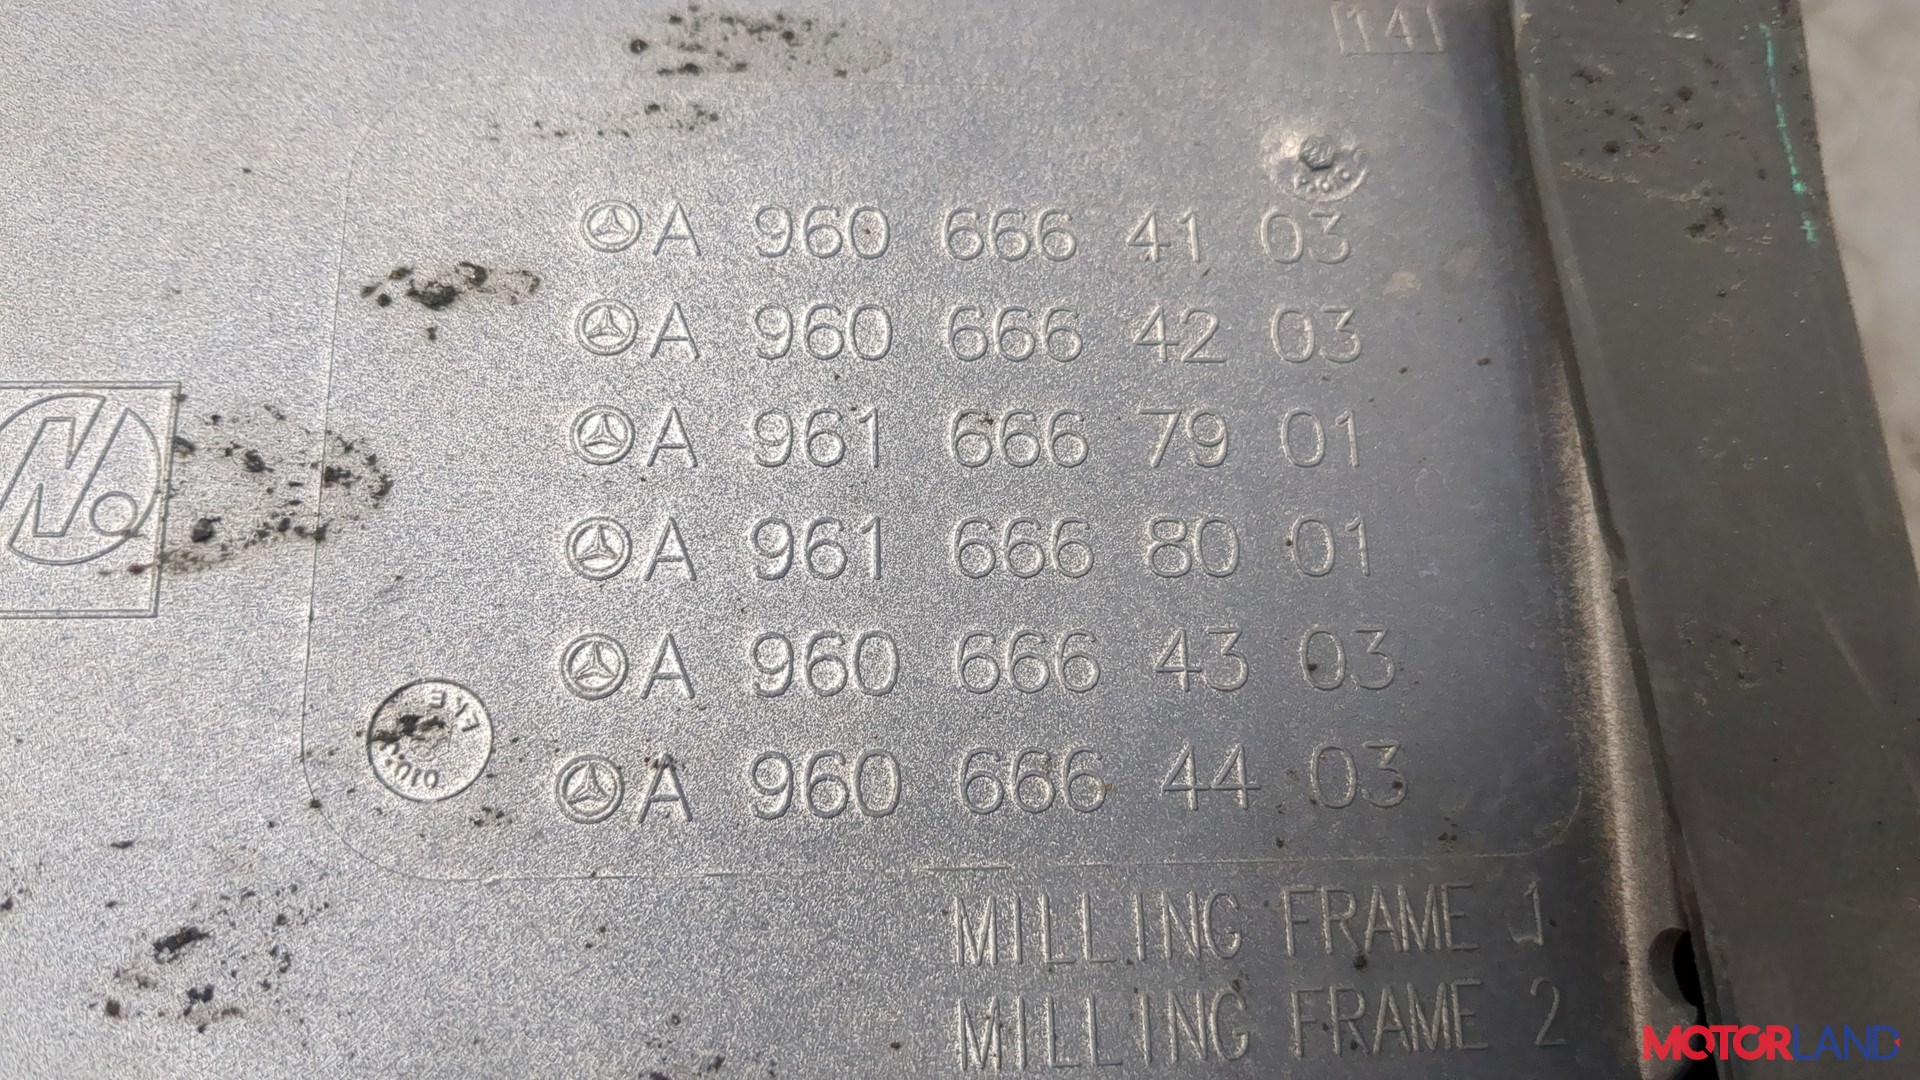 14
A 960 666 41 03
A 960 666 42 03
A 961 666 79 01
A 961 666 80 01
A 960 666 43 03
A 960 666 44 03
MILLING FRAME 1
MILLING FRAME 2
MOTORLAND